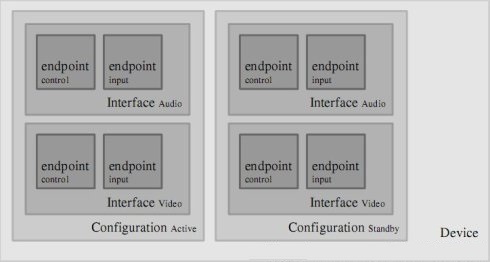 endpoint endpoint endpoint endpoint
control input control input
Interface Audio Interface Audio
endpoint endpoint endpoint endpoint
control input control input
Interface Video Interface Video
Configuration Active Configuration Standby
Device